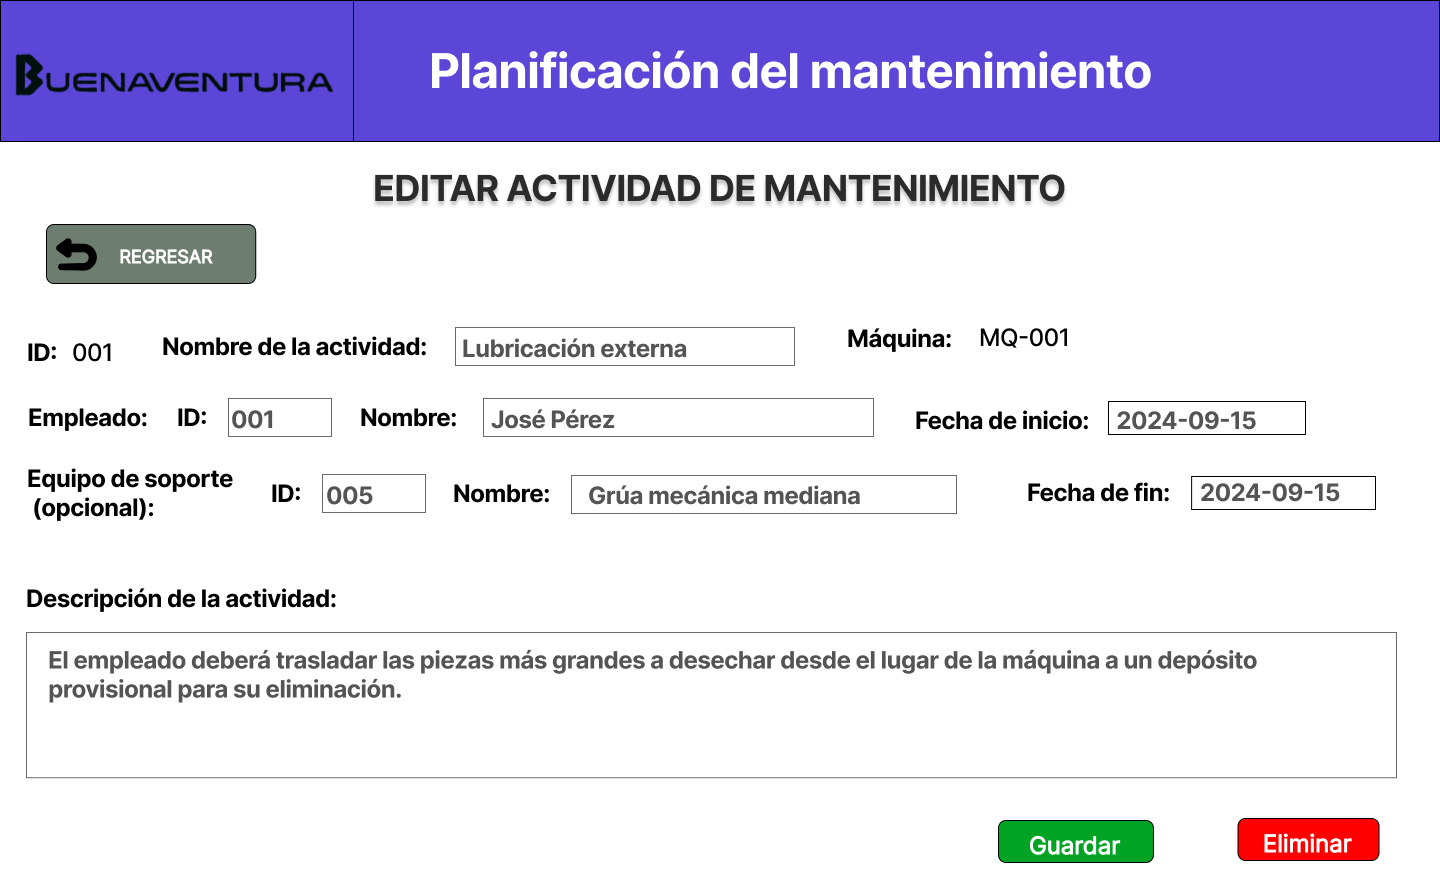 BUENAVENTURA
Planificación del mantenimiento
EDITAR ACTIVIDAD DE MANTENIMIENTO
REGRESAR
ID: 001 Nombre de la actividad: Lubricación externa Máquina: MQ-001
Empleado: ID: 001 Nombre: José Pérez Fecha de inicio: 2024-09-15
Equipo de soporte
(opcional): ID: 005 Nombre: Grúa mecánica mediana Fecha de fin: 2024-09-15
Descripción de la actividad:
El empleado deberá trasladar las piezas más grandes a desechar desde el lugar de la máquina a un depósito
provisional para su eliminación.
Guardar Eliminar